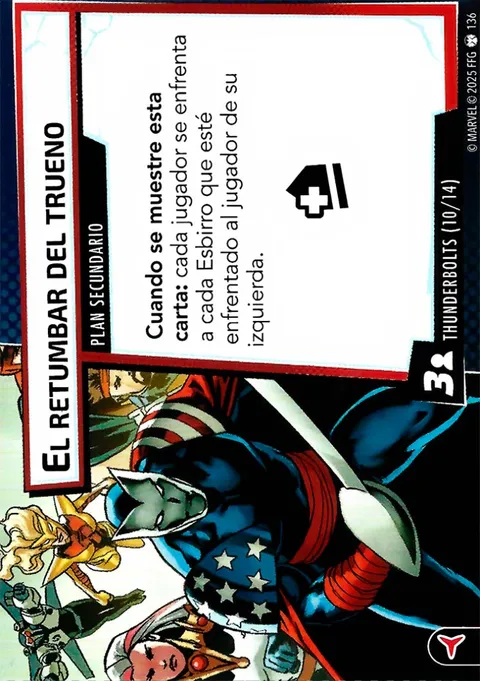 EL RETUMBAR DEL TRUENO
PLAN SECUNDARIO
Cuando se muestre esta
carta: cada jugador se enfrenta
a cada Esbirro que esté
enfrentado al jugador de su
izquierda.
3
THUNDERBOLTS (10/14)
© MARVEL © 2025 FFG 136